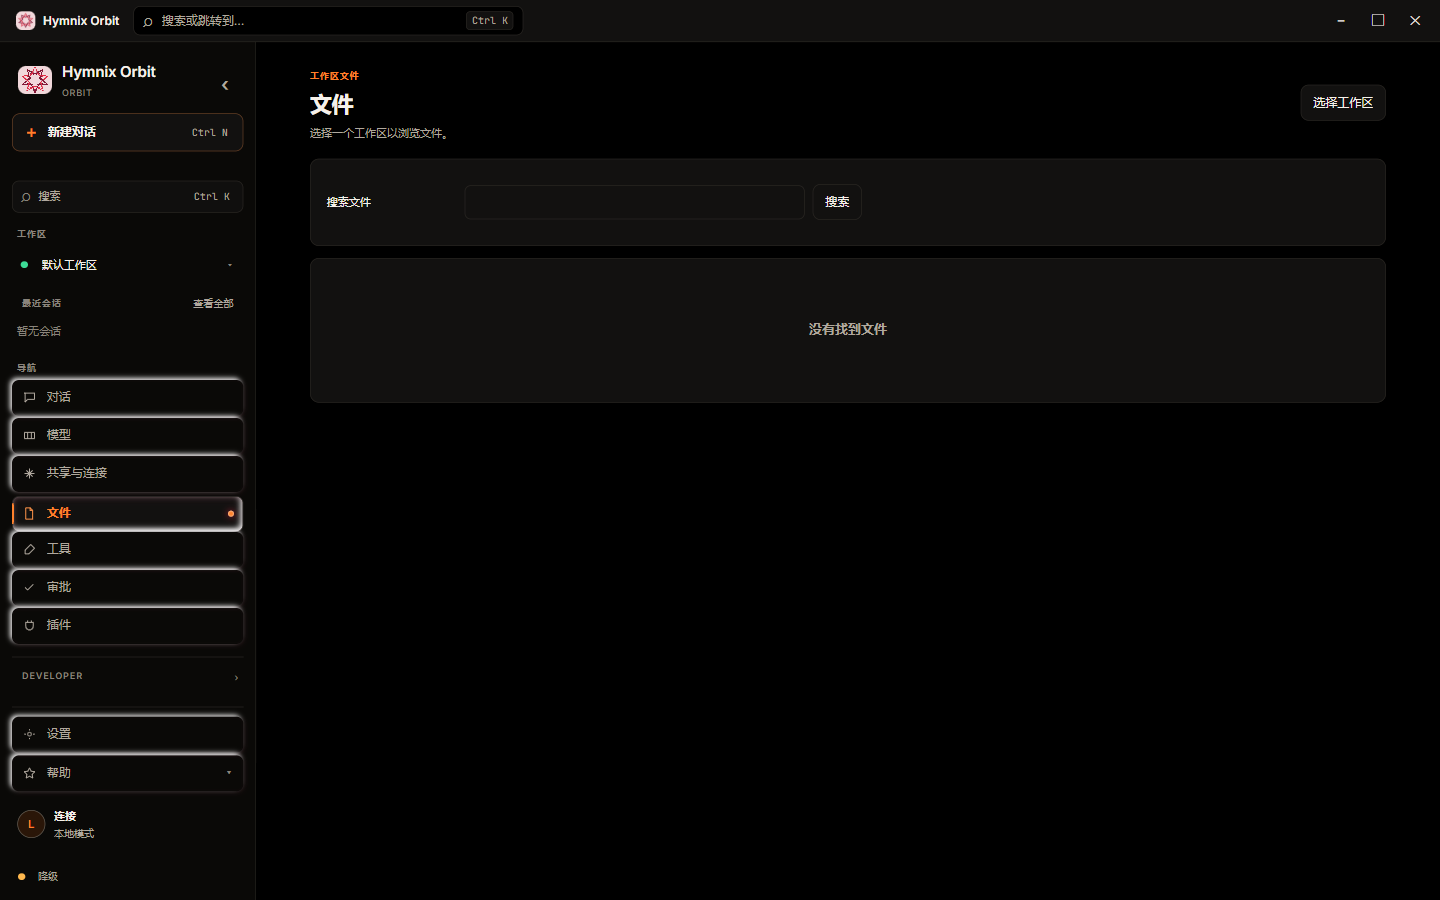 Hymnix Orbit
搜索或跳转到...
Ctrl K
Hymnix Orbit
ORBIT
新建对话
Ctrl N
搜索
Ctrl K
工作区
默认工作区
最近会话
查看全部
暂无会话
导航
对话
模型
共享与连接
文件
工具
审批
插件
DEVELOPER
设置
帮助
L
连接
本地模式
降级
工作区文件
文件
选择一个工作区以浏览文件。
选择工作区
搜索文件
搜索
没有找到文件